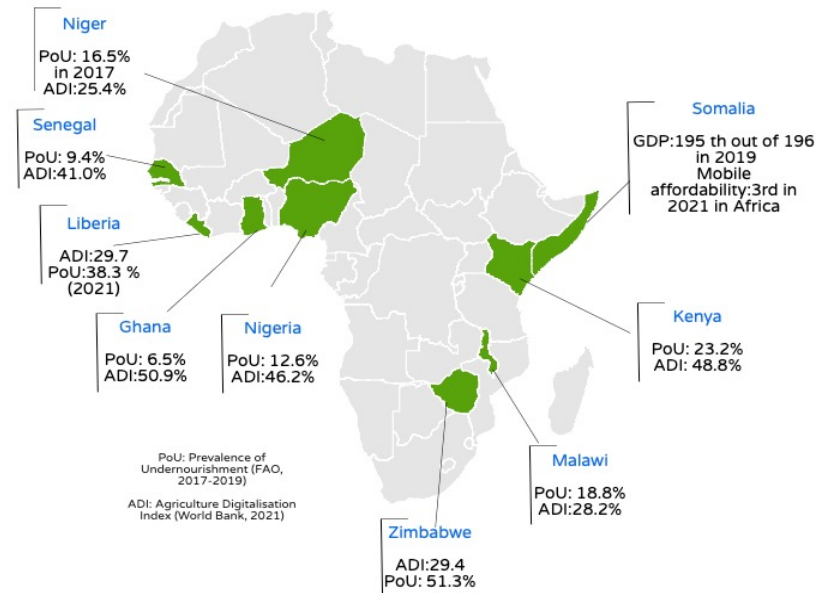 Niger
PoU: 16.5%
in 2017
ADI:25.4%
Senegal
PoU: 9.4%
ADI:41.0%
Liberia
ADI:29.7
PoU:38.3 %
(2021)
Ghana
PoU: 6.5%
ADI:50.9%
Nigeria
PoU: 12.6%
ADI:46.2%
Somalia
GDP:195 th out of 196
in 2019
Mobile
affordability:3rd in
2021 in Africa
Kenya
PoU: 23.2%
ADI: 48.8%
Malawi
PoU: 18.8%
ADI:28.2%
Zimbabwe
ADI:29.4
PoU: 51.3%
PoU: Prevalence of
Undernourishment (FAO,
2017-2019)
ADI: Agriculture Digitalisation
Index (World Bank, 2021)